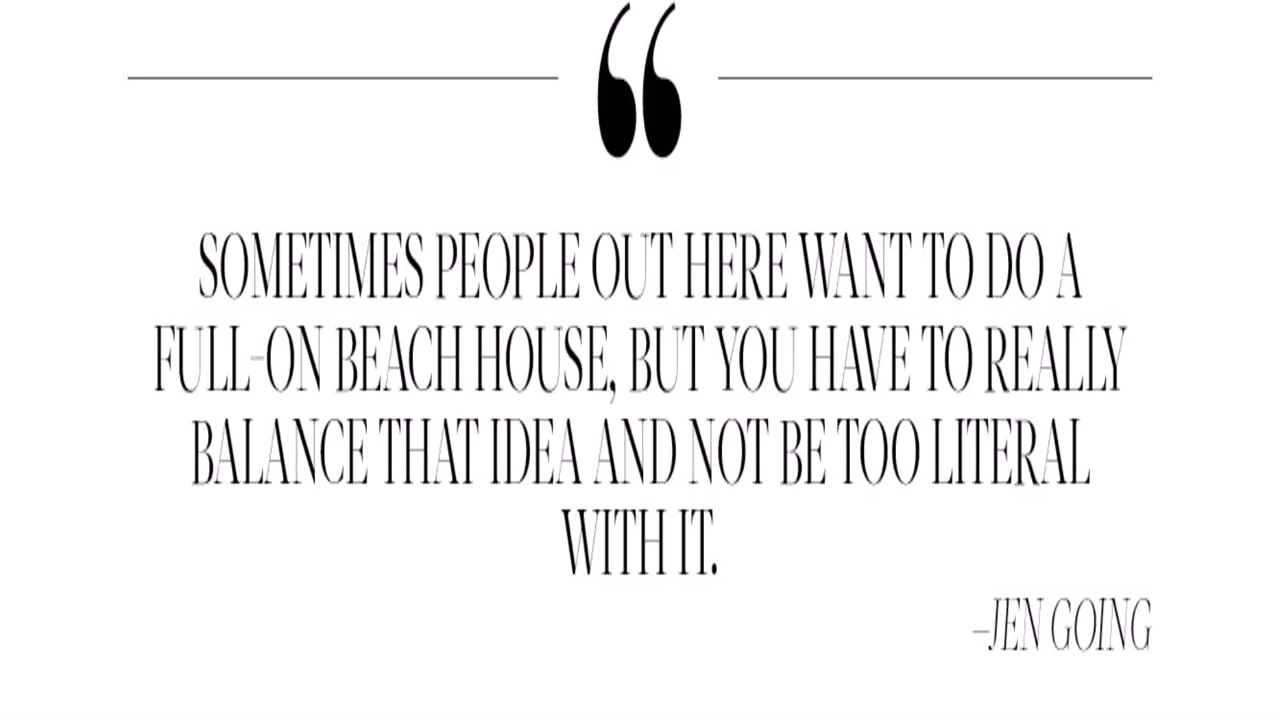 “
SOMETIMES PEOPLE OUT HERE WANT TO DO A
FULL-ON BEACH HOUSE, BUT YOU HAVE TO REALLY
BALANCE THAT IDEA AND NOT BE TOO LITERAL
WITH IT.
–JEN GOING